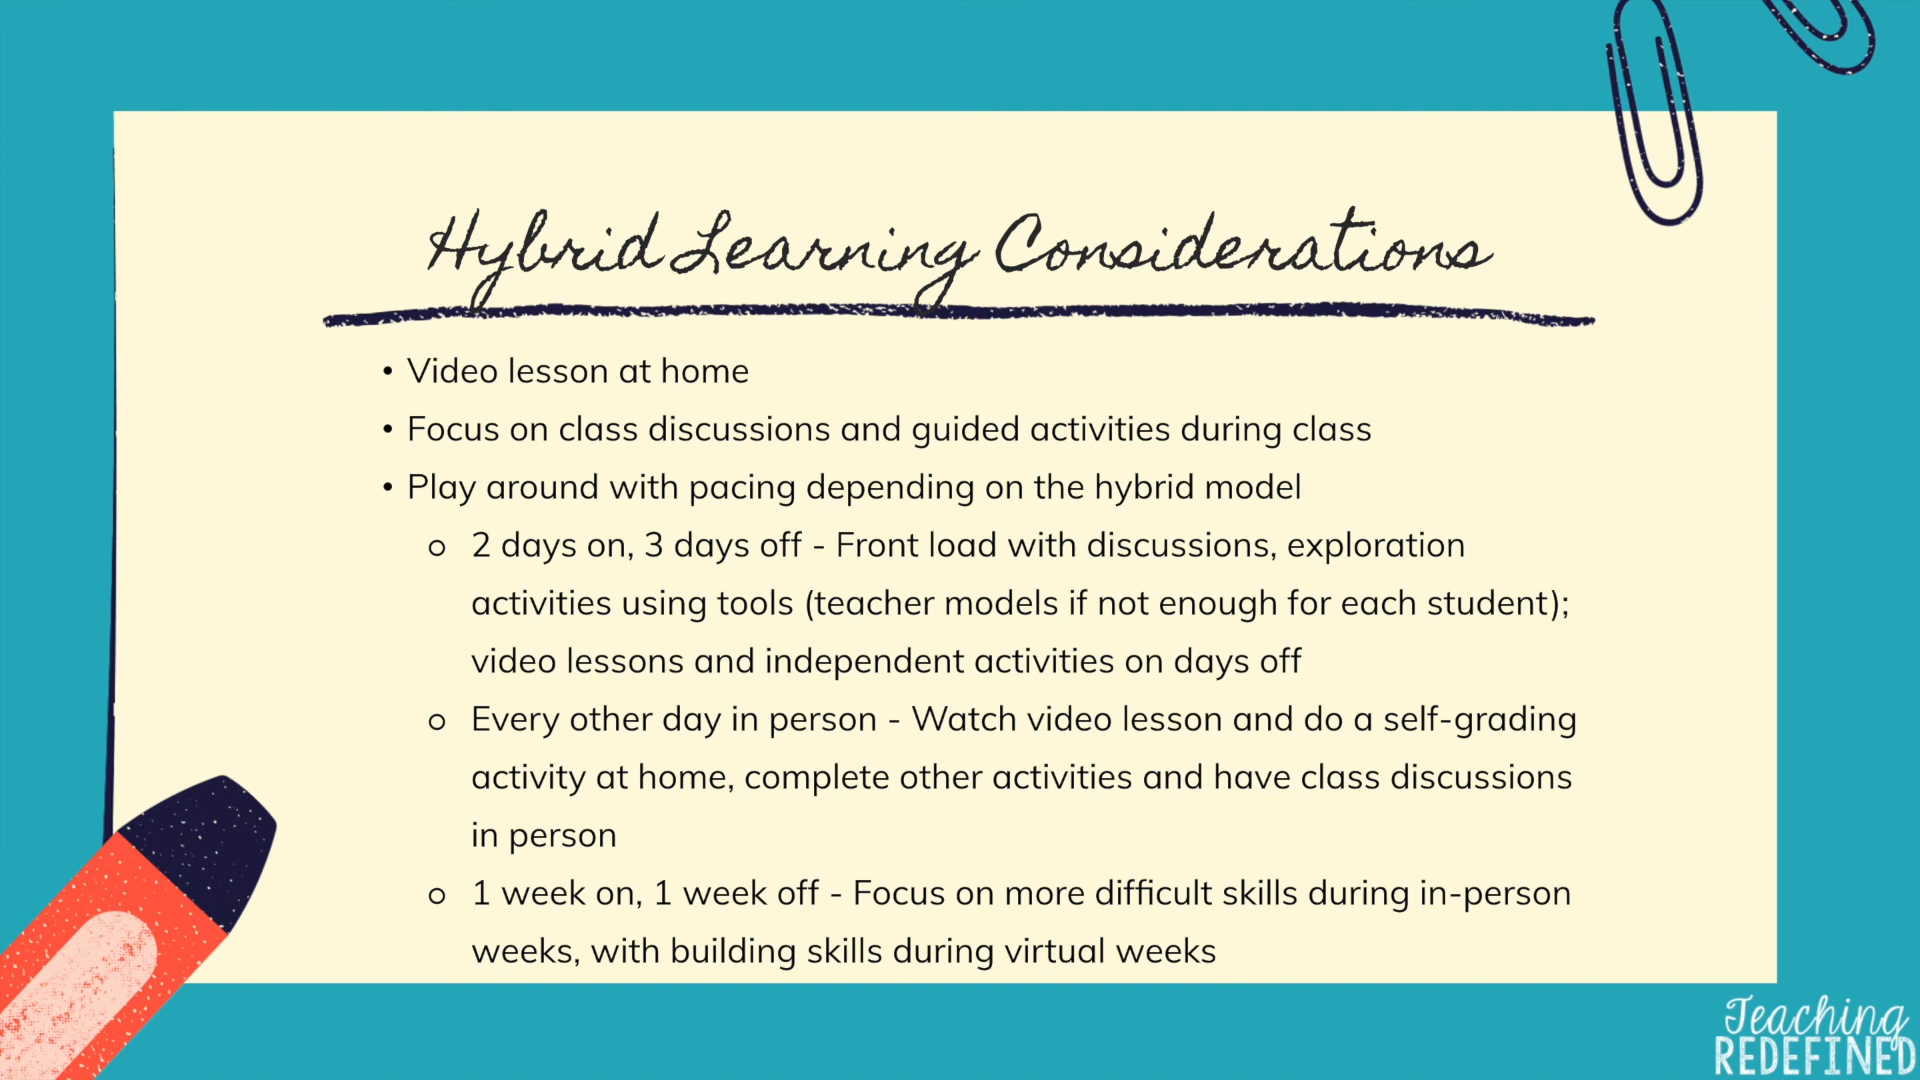 Hybrid Learning Considerations
• Video lesson at home
• Focus on class discussions and guided activities during class
• Play around with pacing depending on the hybrid model
○ 2 days on, 3 days off - Front load with discussions, exploration
activities using tools (teacher models if not enough for each student);
video lessons and independent activities on days off
○ Every other day in person - Watch video lesson and do a self-grading
activity at home, complete other activities and have class discussions
in person
○ 1 week on, 1 week off - Focus on more difficult skills during in-person
weeks, with building skills during virtual weeks
Teaching
REDEFINED